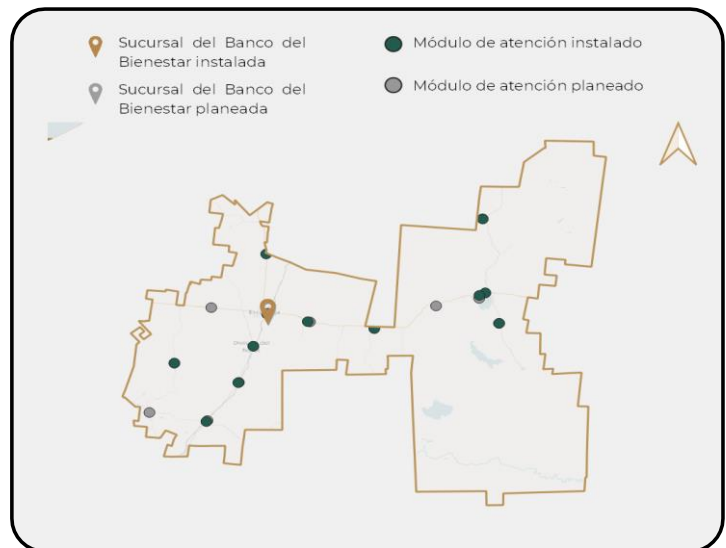 Sucursal del Banco del
Bienestar instalada
Sucursal del Banco del
Bienestar planeada
Módulo de atención instalado
Módulo de atención planeado